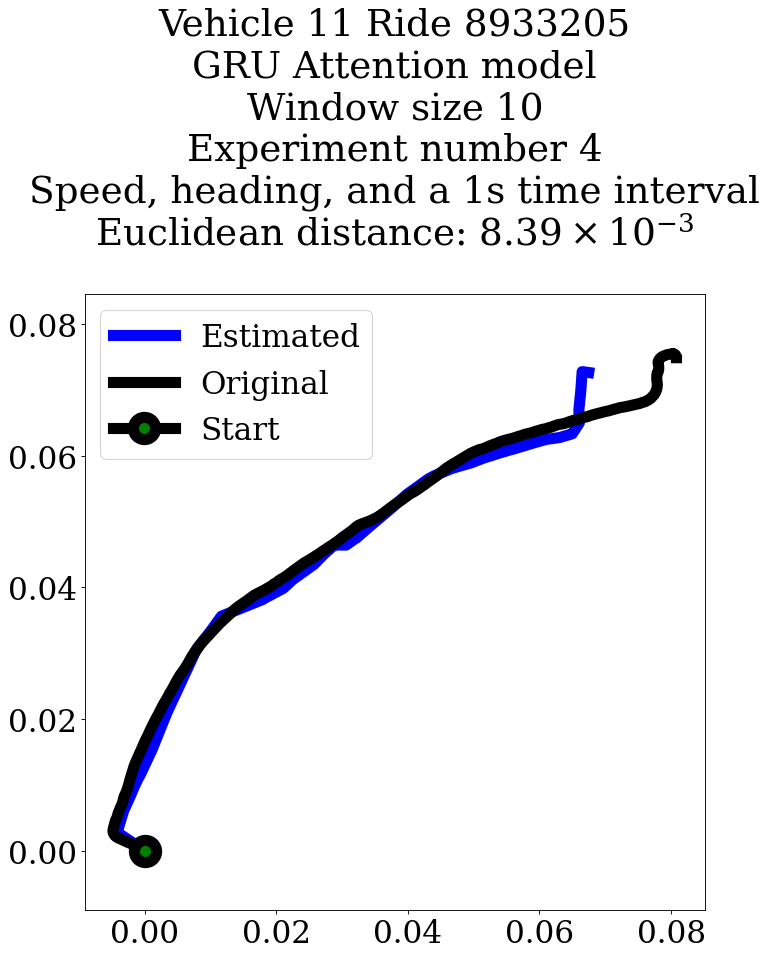 Vehicle 11 Ride 8933205
GRU Attention model
Window size 10
Experiment number 4
Speed, heading, and a 1s time interval
Euclidean distance: 8.39 × 10⁻³
Estimated
Original
Start
0.08
0.06
0.04
0.02
0.00
0.00 0.02 0.04 0.06 0.08